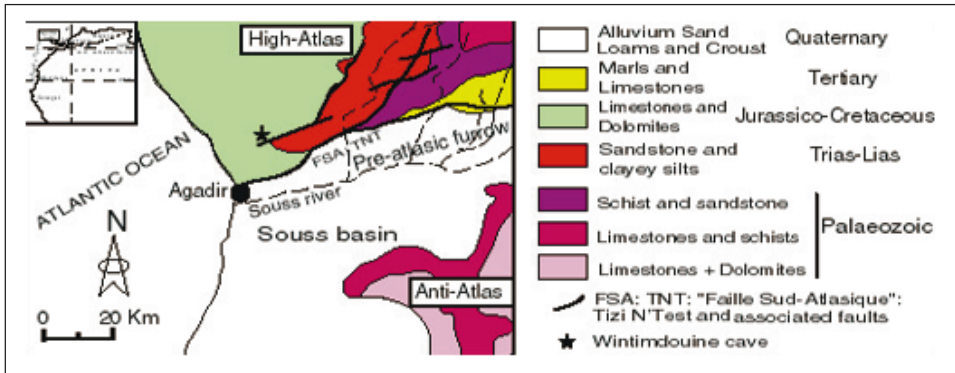 High-Atlas
ATLANTIC OCEAN
FSA
TNT
Pre-atlasic furrow
Agadir
Souss river
Souss basin
N
Anti-Atlas
0 20 Km
Alluvium Sand
Loams and Croust
Quaternary
Marls and
Limestones
Tertiary
Limestones and
Dolomites
Jurassico-Cretaceous
Sandstone and
clayey silts
Trias-Lias
Schist and sandstone
Limestones and schists
Limestones + Dolomites
Palaeozoic
FSA: TNT: "Faille Sud-Atlasique":
Tizi N'Test and associated faults
Wintimdouine cave